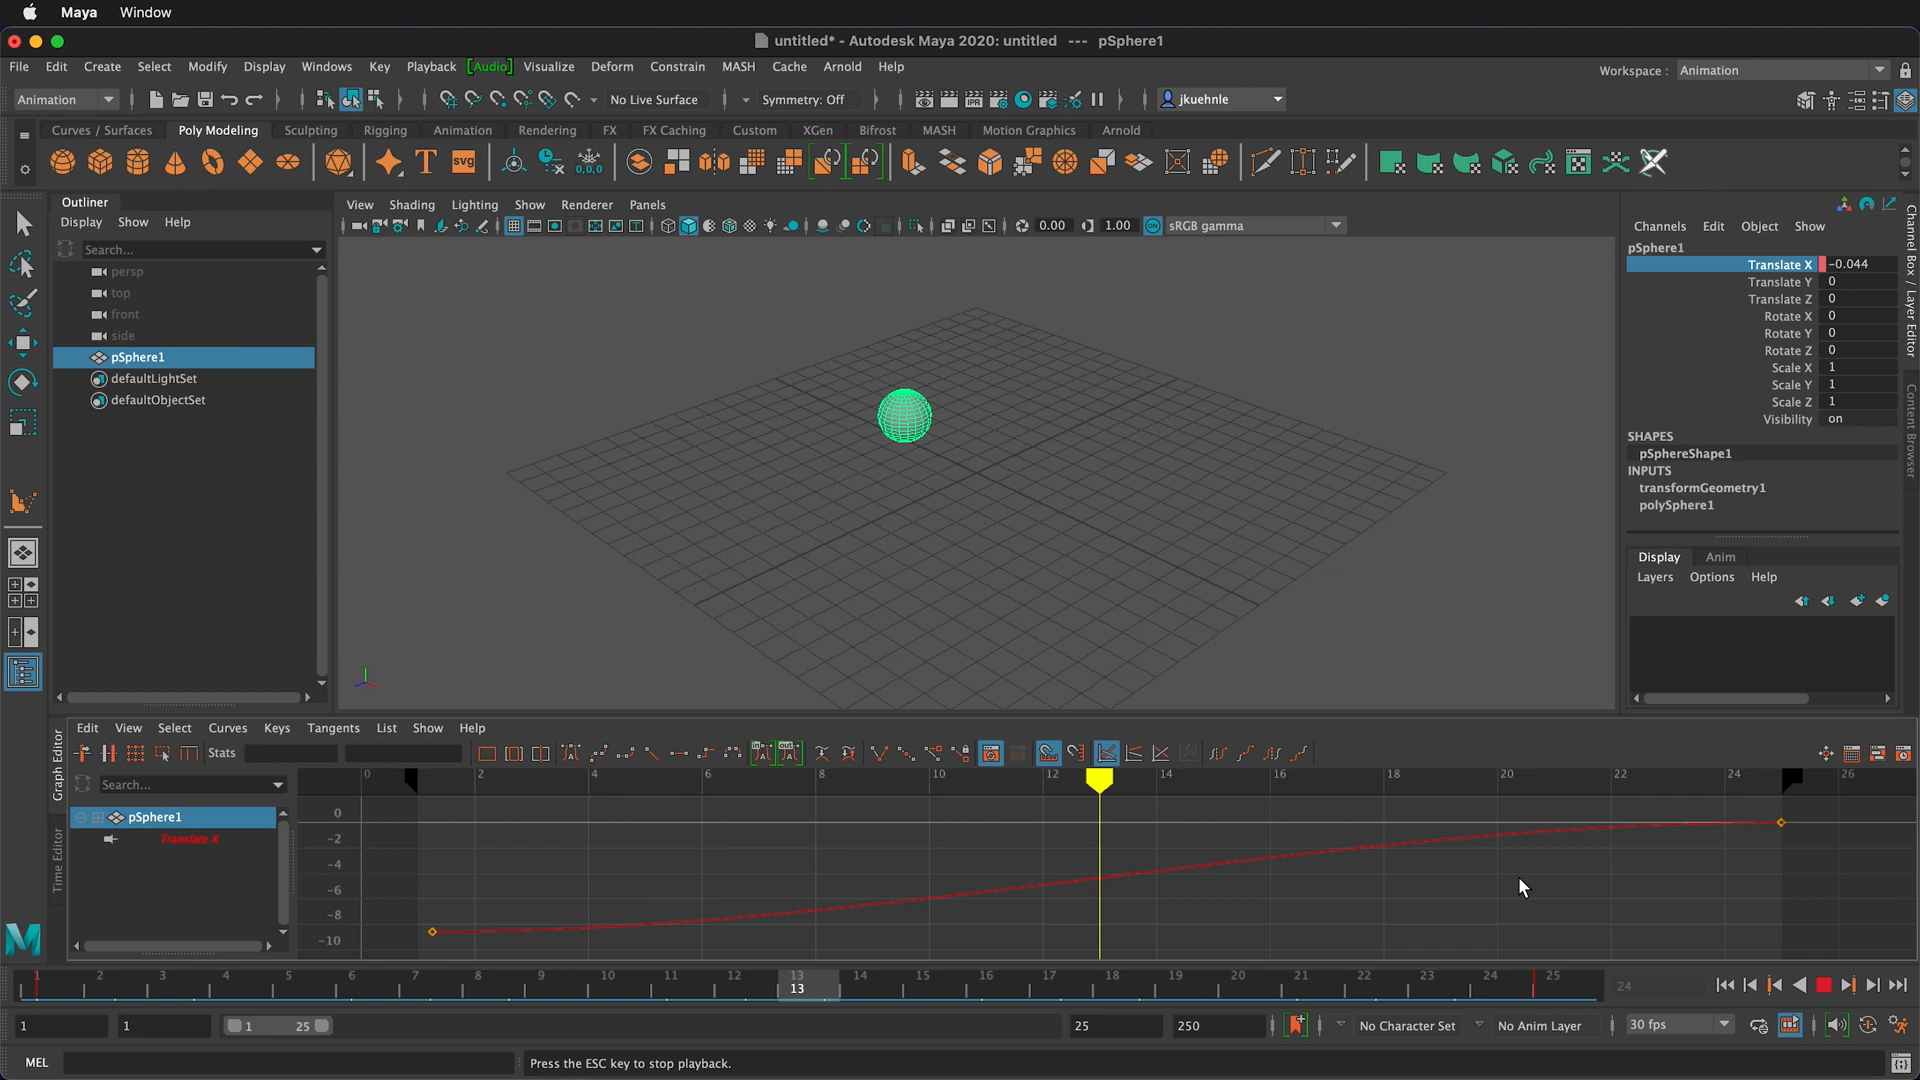 Maya Window
untitled* - Autodesk Maya 2020: untitled --- pSphere1
File Edit Create Select Modify Display Windows Key Playback [Audio] Visualize Deform Constrain MASH Cache Arnold Help
Workspace : Animation
Animation No Live Surface Symmetry: Off IPR jkuehnle
Curves / Surfaces Poly Modeling Sculpting Rigging Animation Rendering FX FX Caching Custom XGen Bifrost MASH Motion Graphics Arnold
T SVG 0,0,0
Outliner
Display Show Help
Search...
persp
top
front
side
pSphere1
defaultLightSet
defaultObjectSet
View Shading Lighting Show Renderer Panels
0.00 1.00 ON sRGB gamma
Channels Edit Object Show
pSphere1
Translate X -0.044
Translate Y 0
Translate Z 0
Rotate X 0
Rotate Y 0
Rotate Z 0
Scale X 1
Scale Y 1
Scale Z 1
Visibility on
SHAPES
pSphereShape1
INPUTS
transformGeometry1
polySphere1
Display Anim
Layers Options Help
Channel Box / Layer Editor
Content Browser
Graph Editor
Time Editor
Edit View Select Curves Keys Tangents List Show Help
Stats
Search...
pSphere1
Translate X
0 2 4 6 8 10 12 14 16 18 20 22 24 26
0
-2
-4
-6
-8
-10
1 2 3 4 5 6 7 8 9 10 11 12 13 14 15 16 17 18 19 20 21 22 23 24 25
13
24
1 1 1 25 25 250 No Character Set No Anim Layer 30 fps
MEL Press the ESC key to stop playback.